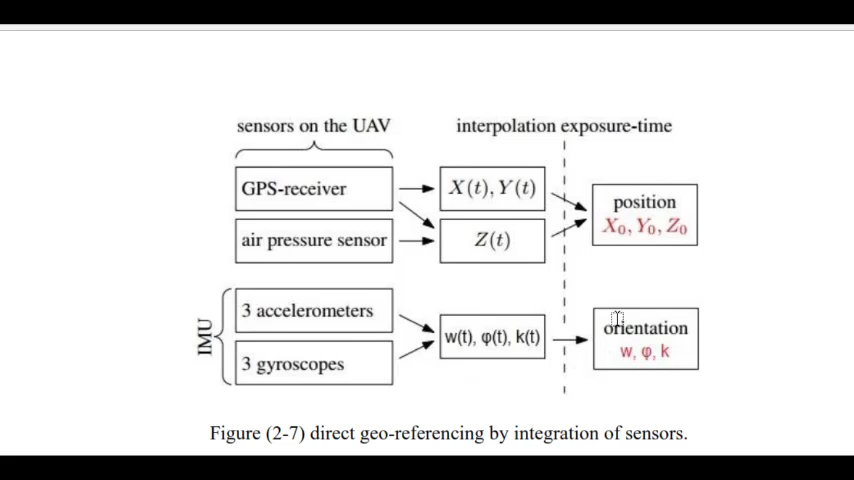 sensors on the UAV
interpolation exposure-time
GPS-receiver
X(t), Y(t)
position
X₀, Y₀, Z₀
air pressure sensor
Z(t)
IMU
3 accelerometers
w(t), φ(t), k(t)
orientation
w, φ, k
3 gyroscopes
Figure (2-7) direct geo-referencing by integration of sensors.